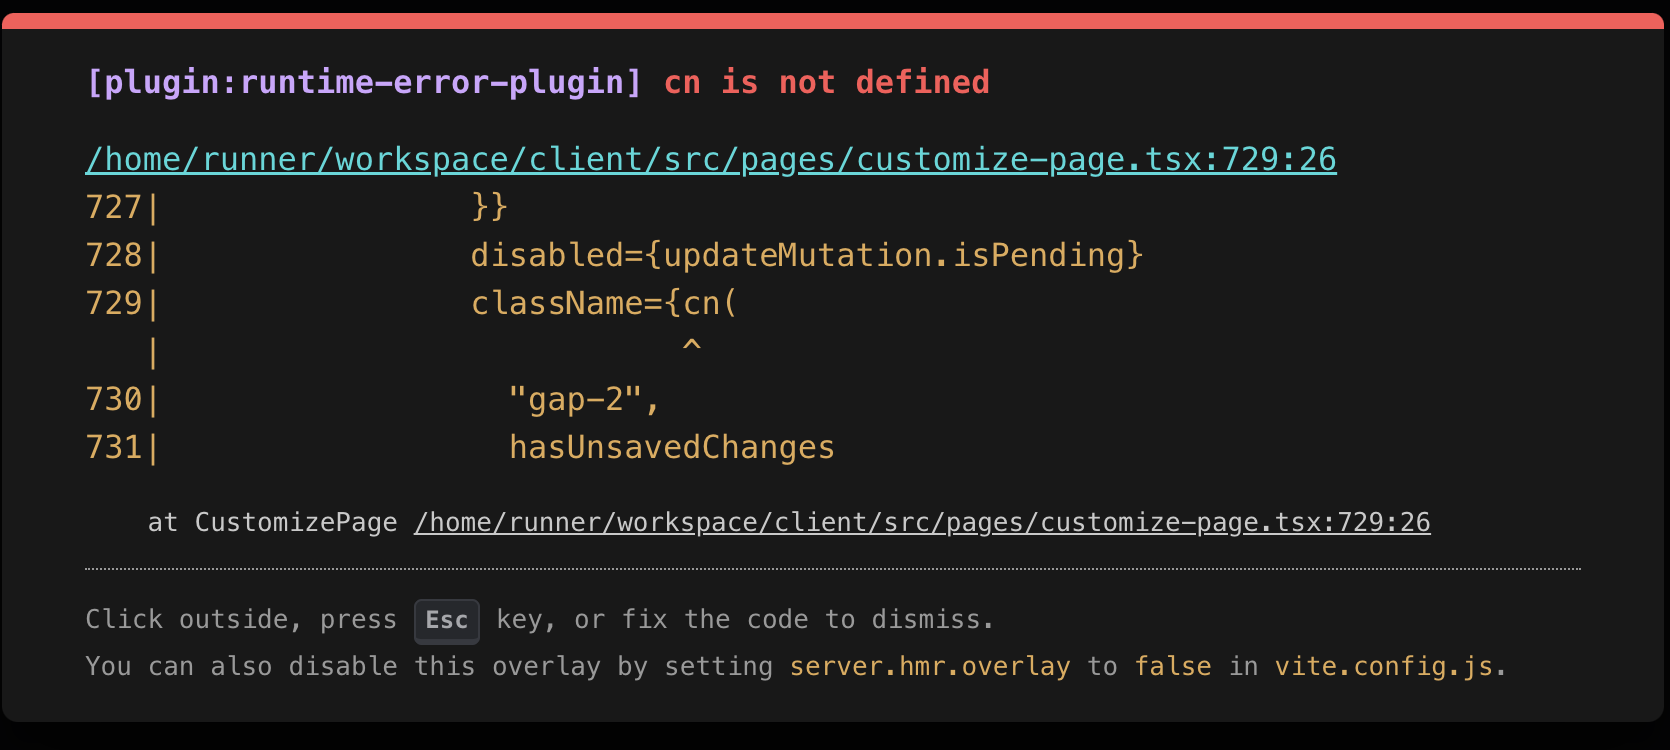 [plugin:runtime-error-plugin] cn is not defined
/home/runner/workspace/client/src/pages/customize-page.tsx:729:26
727|                }}
728|                disabled={updateMutation.isPending}
729|                className={cn(
   |                           ^
730|                  "gap-2",
731|                  hasUnsavedChanges
    at CustomizePage /home/runner/workspace/client/src/pages/customize-page.tsx:729:26
Click outside, press Esc key, or fix the code to dismiss.
You can also disable this overlay by setting server.hmr.overlay to false in vite.config.js.